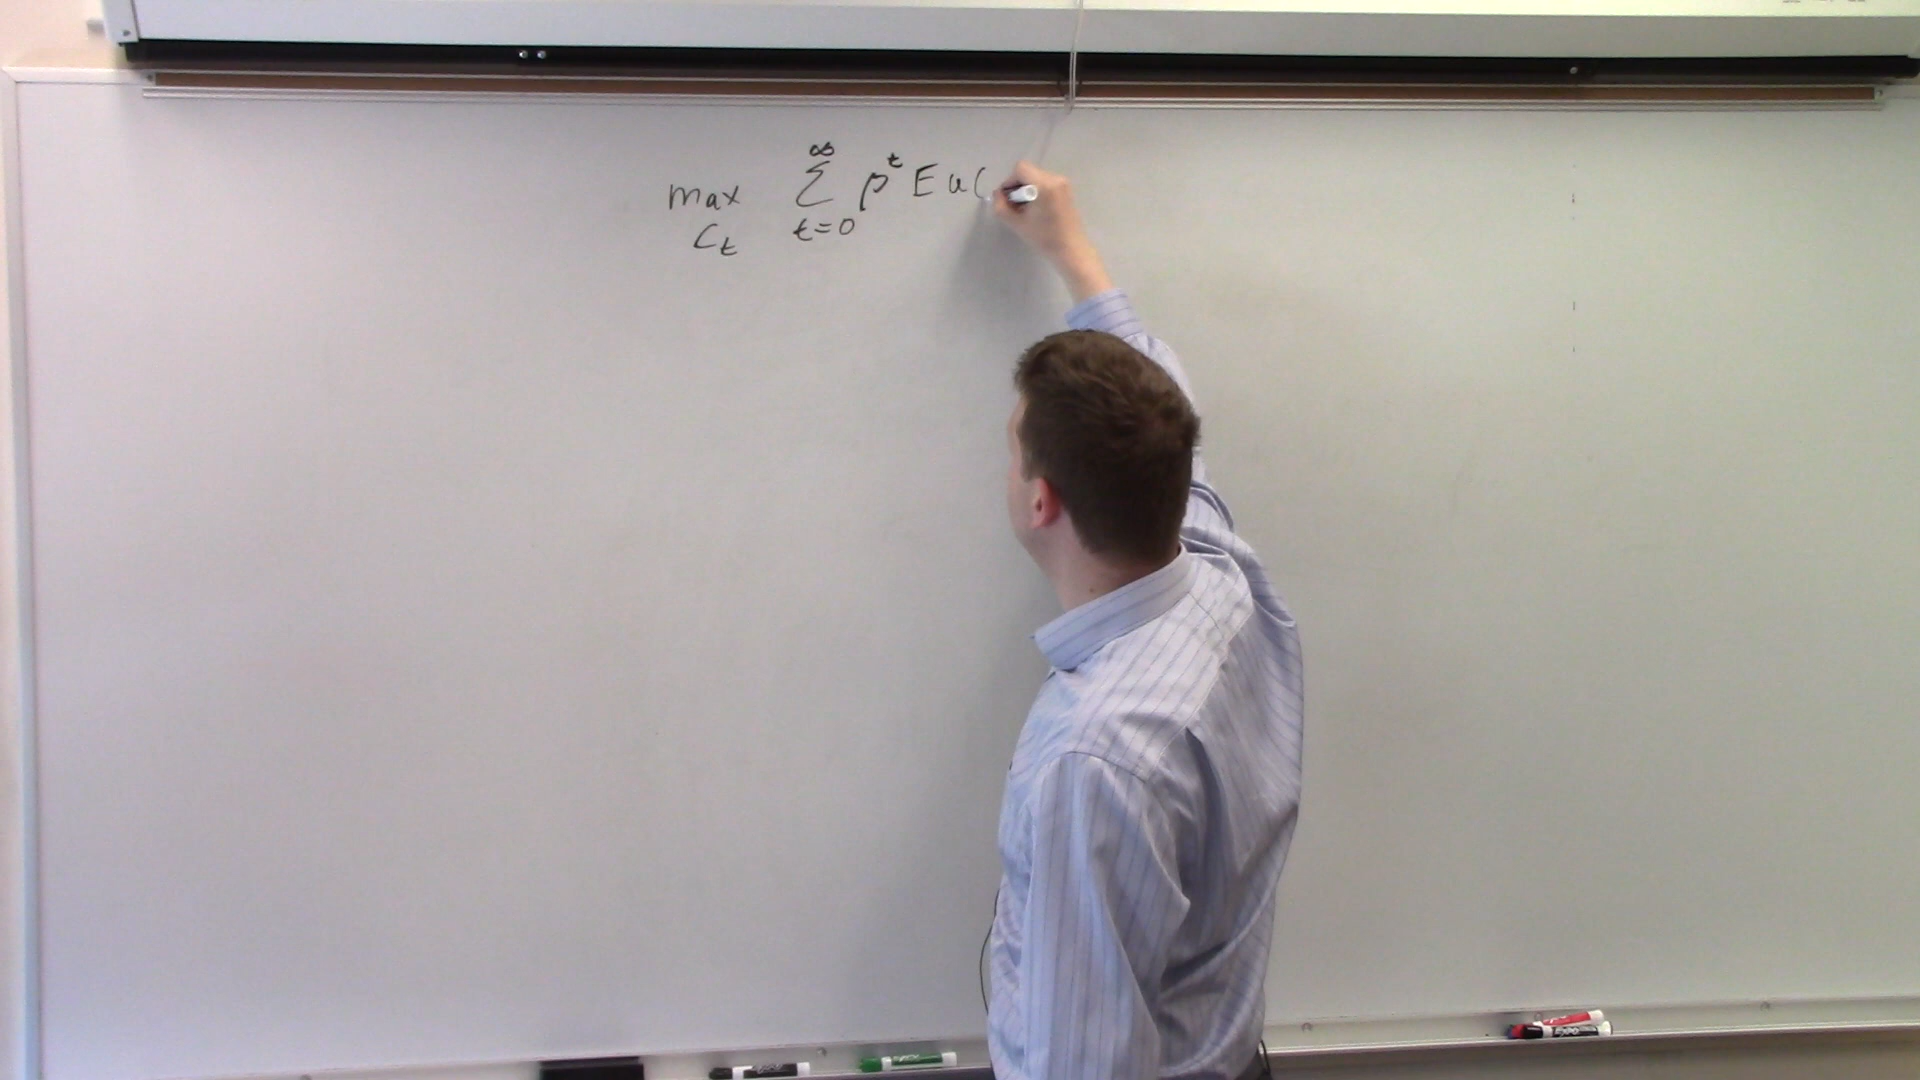 max ∞ Σ t=0 β^t E u(
c_t